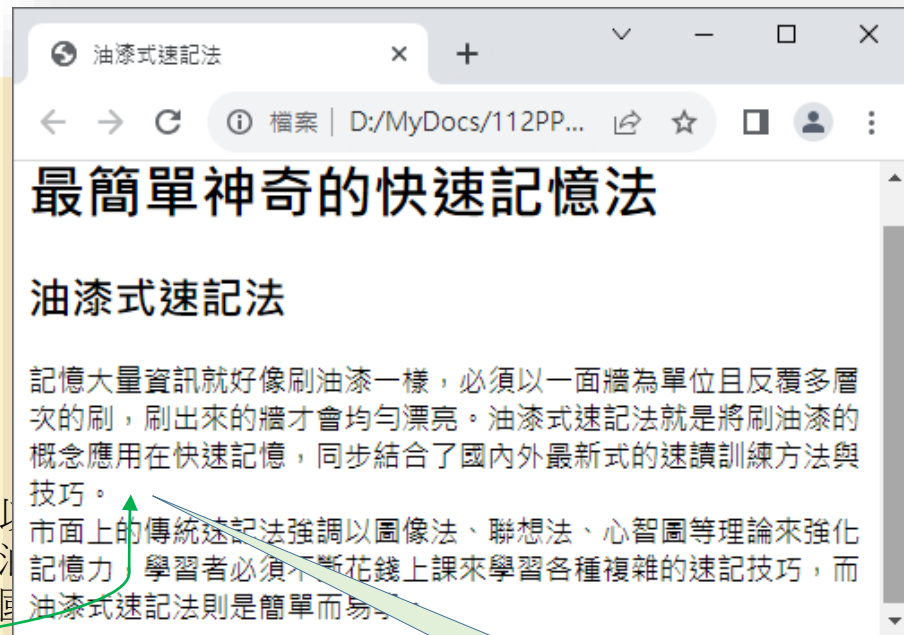 油漆式速記法
檔案 | D:/MyDocs/112PP...
最簡單神奇的快速記憶法
油漆式速記法
記憶大量資訊就好像刷油漆一樣，必須以一面牆為單位且反覆多層
次的刷，刷出來的牆才會均勻漂亮。油漆式速記法就是將刷油漆的
概念應用在快速記憶，同步結合了國內外最新式的速讀訓練方法與
技巧。
市面上的傳統速記法強調以圖像法、聯想法、心智圖等理論來強化
記憶力，學習者必須不斷花錢上課來學習各種複雜的速記技巧，而
油漆式速記法則是簡單而易學。